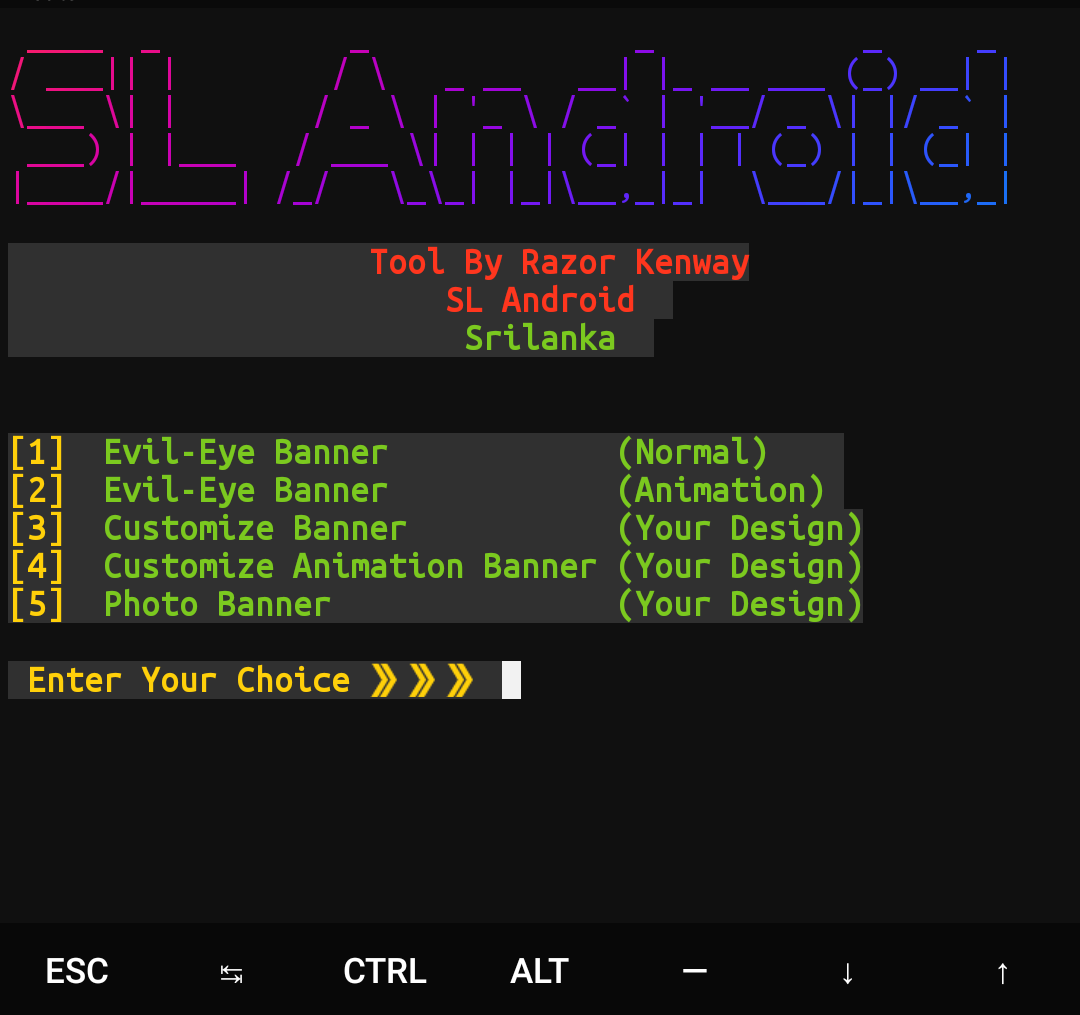 SL Android
Tool By Razor Kenway
SL Android
Srilanka
[1]  Evil-Eye Banner            (Normal)
[2]  Evil-Eye Banner            (Animation)
[3]  Customize Banner           (Your Design)
[4]  Customize Animation Banner (Your Design)
[5]  Photo Banner               (Your Design)
Enter Your Choice ⟫ ⟫ ⟫
ESC ↹ CTRL ALT — ↓ ↑